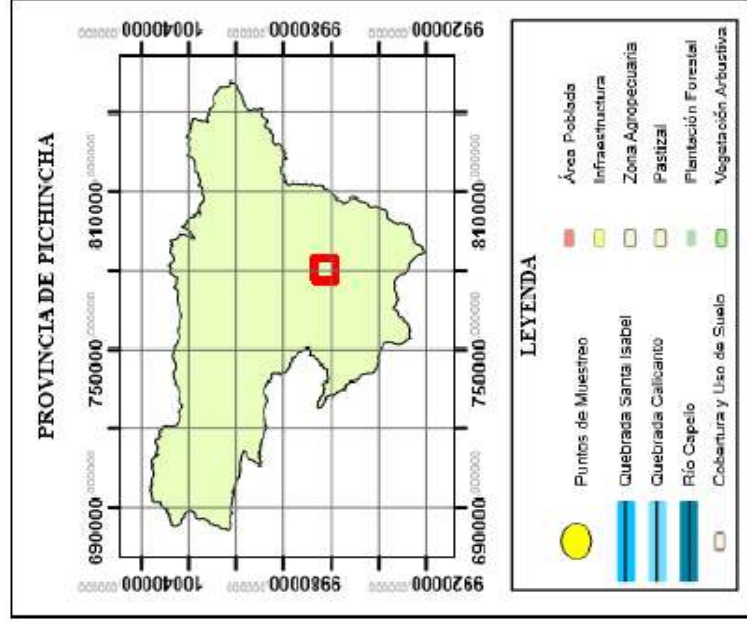 PROVINCIA DE PICHINCHA
690000 750000 810000
10040000 10040000
9980000 9980000
9920000 9920000
690000 750000 810000
LEYENDA
Puntos de Muestreo
Quebrada Santa Isabel
Quebrada Calicanto
Río Capelo
Cobertura y Uso de Suelo
Área Poblada
Infraestructura
Zona Agropecuaria
Pastizal
Plantación Forestal
Vegetación Arbustiva